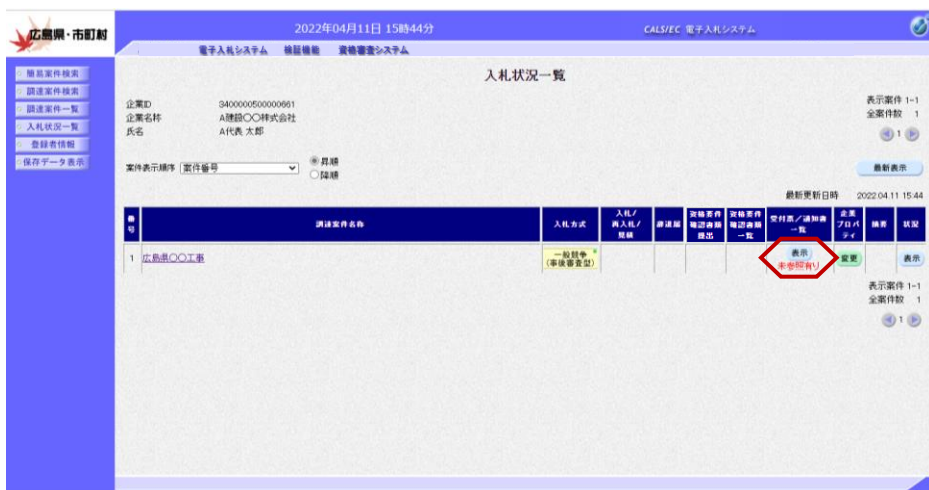 広島県・市町村
2022年04月11日 15時44分
CALS/EC 電子入札システム
電子入札システム 検証機能 資格審査システム
簡易案件検索
調達案件検索
調達案件一覧
入札状況一覧
登録者情報
保存データ表示
入札状況一覧
企業ID 3400000500000661
企業名称 A建設〇〇株式会社
氏名 A代表 太郎
表示案件 1-1
全案件数 1
1
案件表示順序 案件番号
昇順
降順
最新表示
最新更新日時 2022.04.11 15:44
番号
調達案件名称
入札方式
入札/再入札/見積
辞退届
資格要件確認書類提出
資格要件確認書類一覧
受付票/通知書一覧
企業プロパティ
摘要
状況
1 広島県〇〇工事
一般競争
(事後審査型)
表示
未参照有り
変更
表示
表示案件 1-1
全案件数 1
1